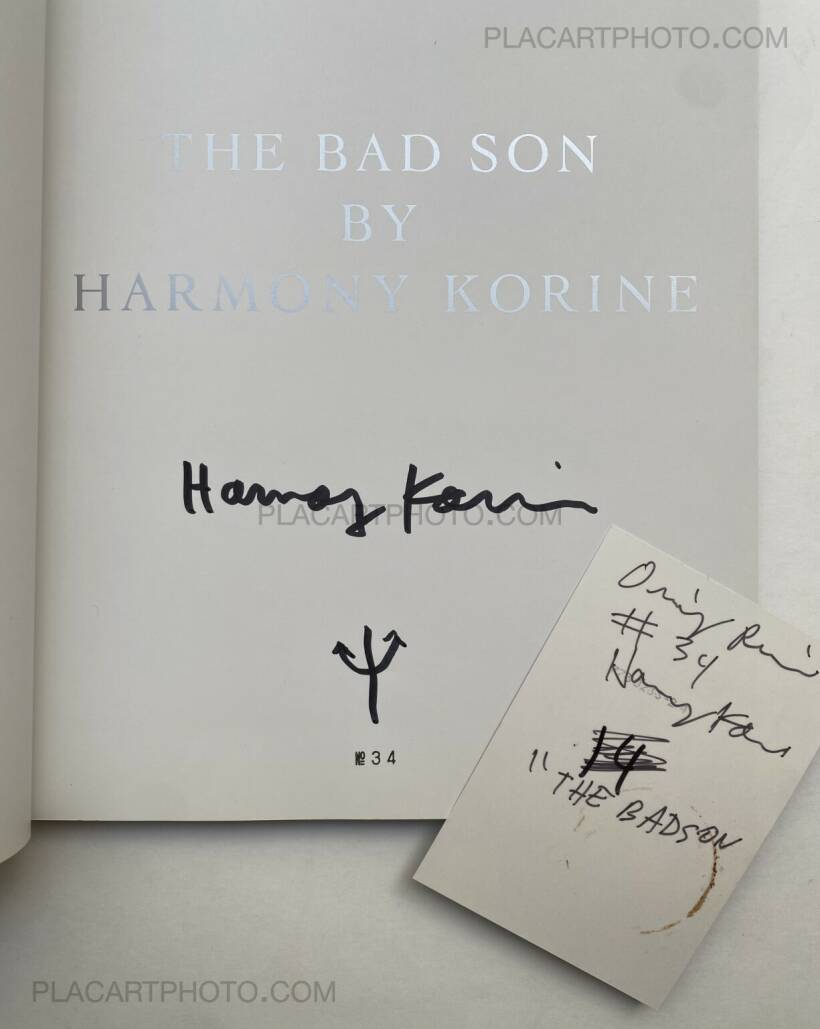 PLACARTPHOTO.COM
THE BAD SON
BY
HARMONY KORINE
Harmony Korine
PLACARTPHOTO.COM
№34
# 34
Harmony Korine
14
"THE BADSON
PLACARTPHOTO.COM